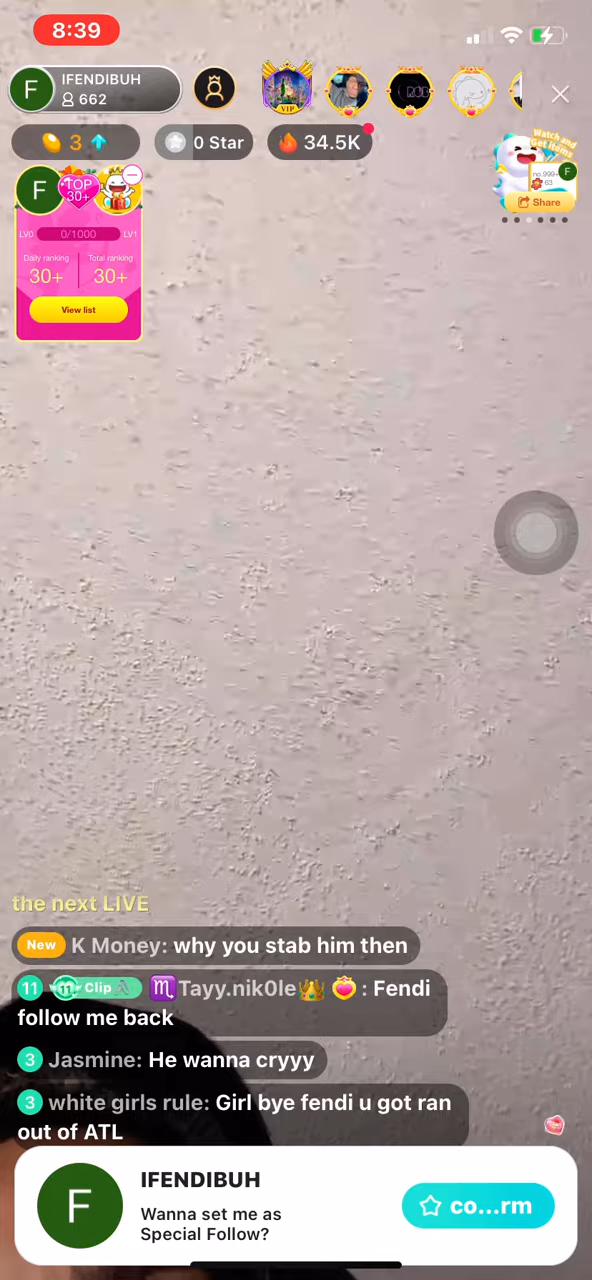 8:39
IFENDIBUH
662
F
VIP
3
0 Star
34.5K
Watch and
Get items
no.999+
63
F
Share
F
TOP
30+
LV0 0/1000 LV1
Daily ranking Total ranking
30+ 30+
View list
the next LIVE
New K Money: why you stab him then
11 Clip ♏Tayy.nik0le👑 : Fendi
follow me back
3 Jasmine: He wanna cryyy
3 white girls rule: Girl bye fendi u got ran
out of ATL
F
IFENDIBUH
Wanna set me as
Special Follow?
co...rm